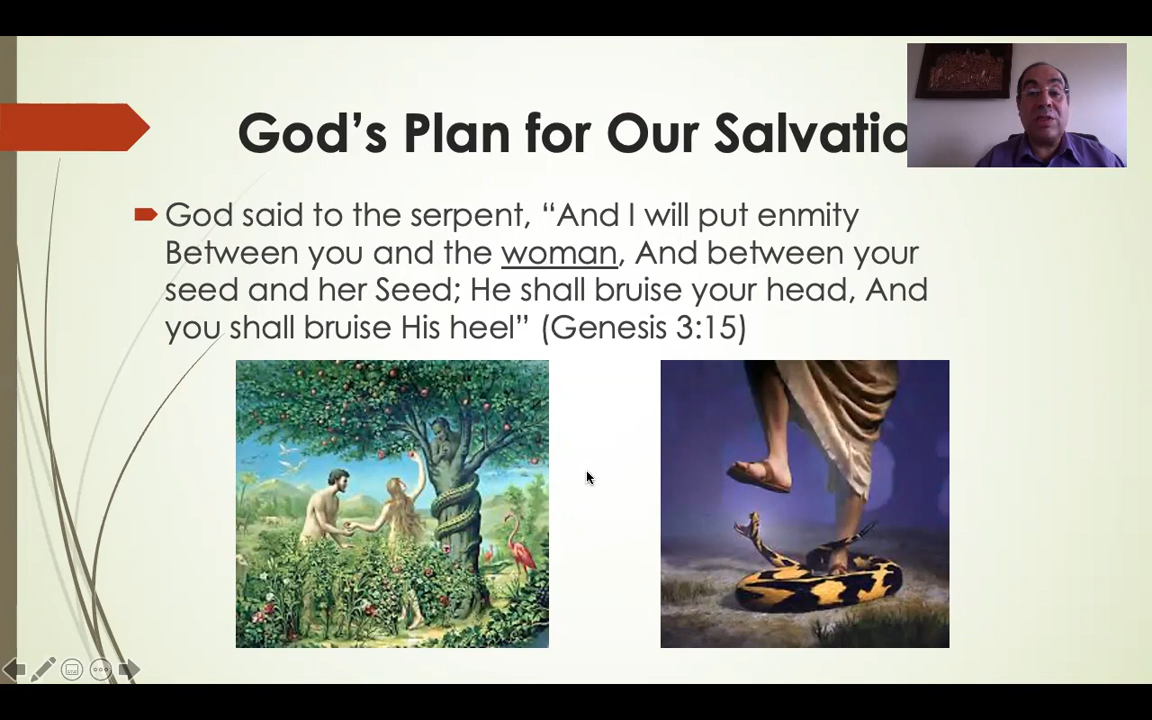 God’s Plan for Our Salvatio
God said to the serpent, “And I will put enmity
Between you and the woman, And between your
seed and her Seed; He shall bruise your head, And
you shall bruise His heel” (Genesis 3:15)